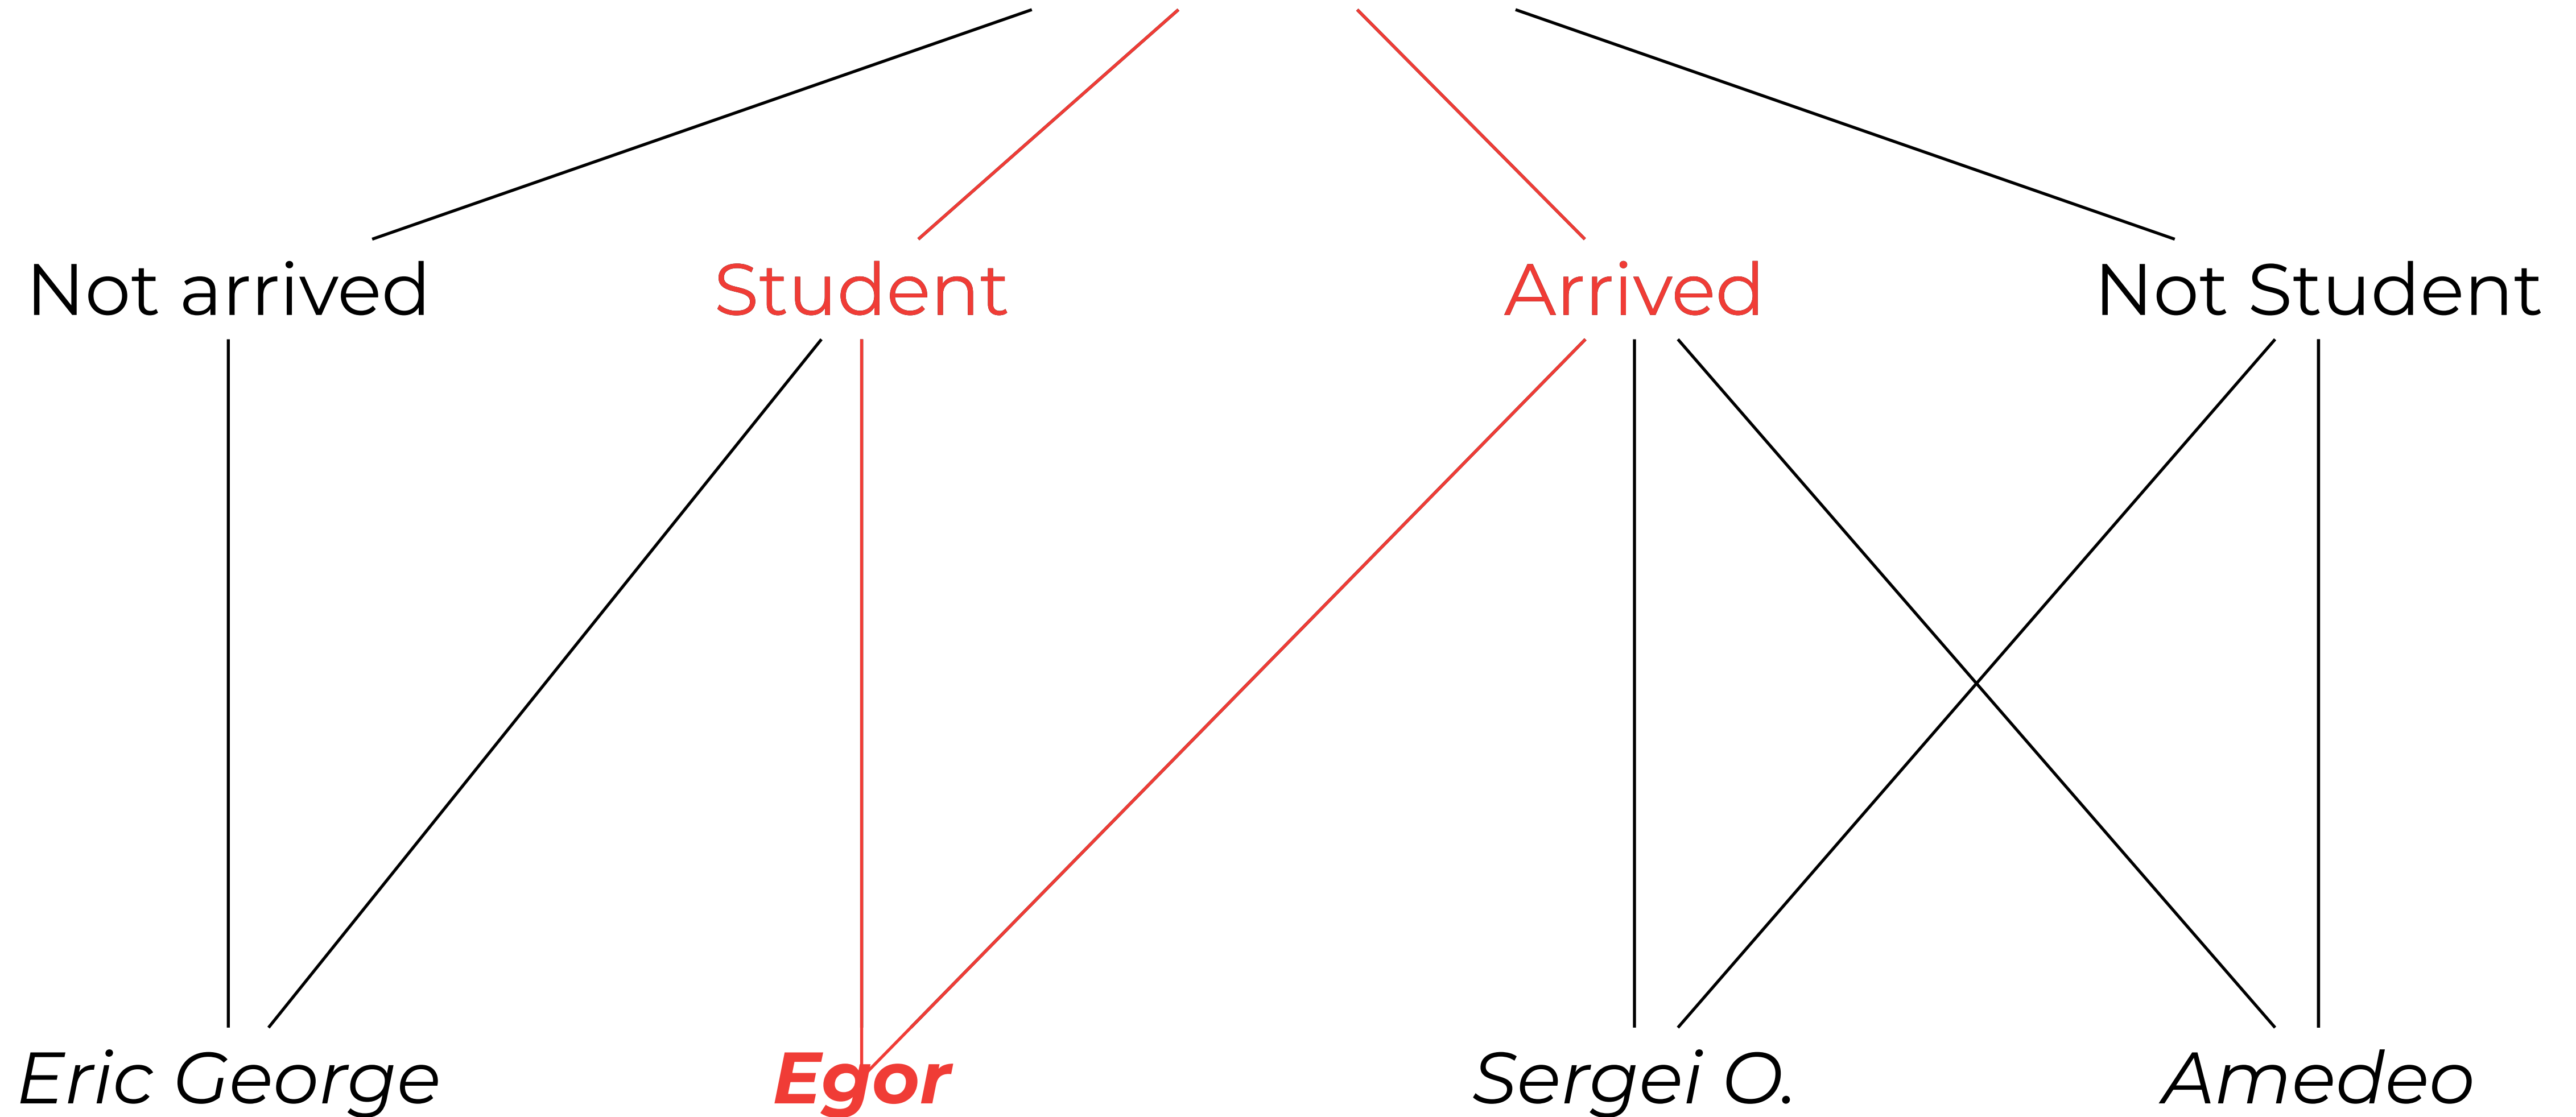 Not arrived
Student
Arrived
Not Student
Eric George
Egor
Sergei O.
Amedeo